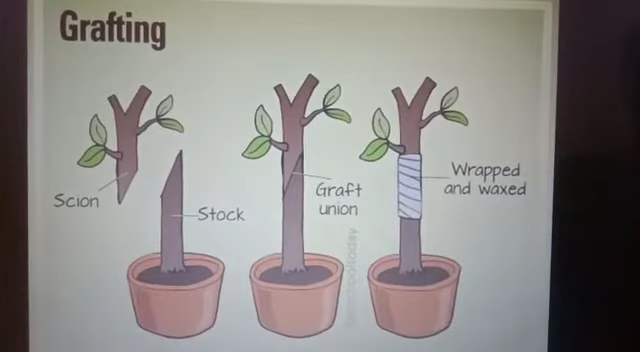 Grafting
Scion
Stock
Graft
union
Wrapped
and waxed